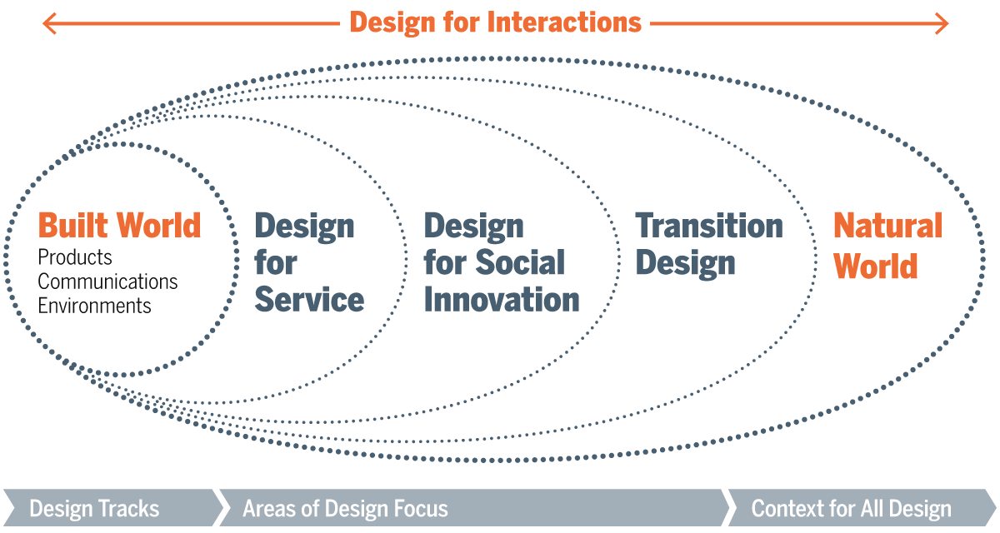 Design for Interactions
Built World
Products
Communications
Environments
Design
for
Service
Design
for Social
Innovation
Transition
Design
Natural
World
Design Tracks
Areas of Design Focus
Context for All Design